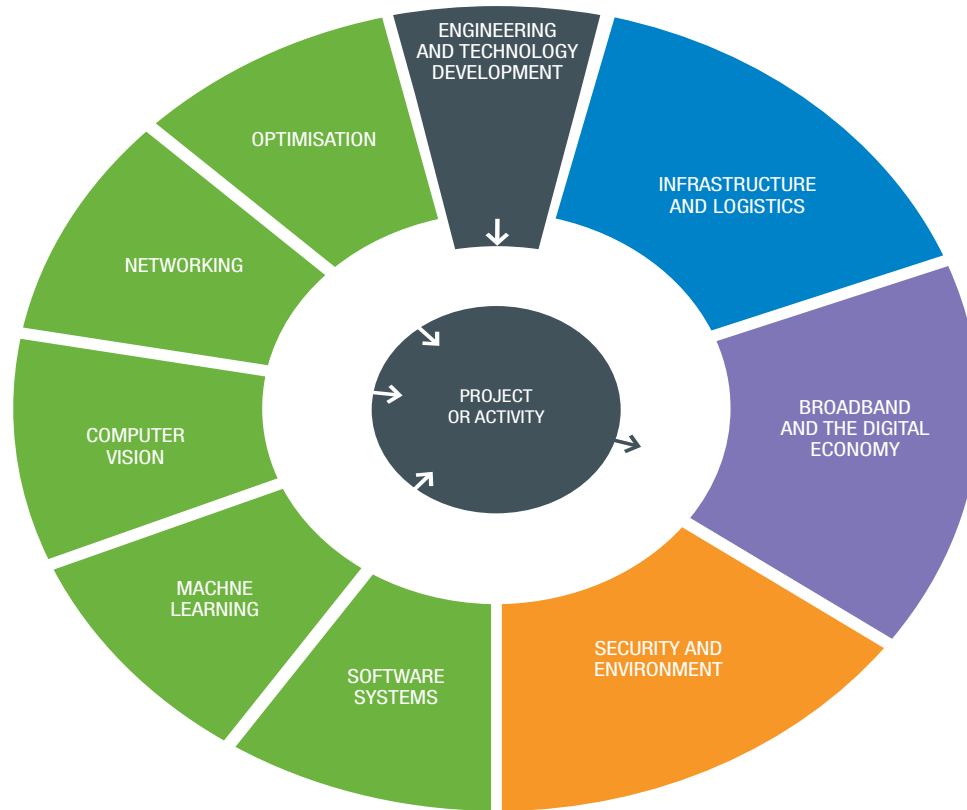 ENGINEERING
AND TECHNOLOGY
DEVELOPMENT
OPTIMISATION
INFRASTRUCTURE
AND LOGISTICS
NETWORKING
PROJECT
OR ACTIVITY
BROADBAND
AND THE DIGITAL
ECONOMY
COMPUTER
VISION
MACHNE
LEARNING
SOFTWARE
SYSTEMS
SECURITY AND
ENVIRONMENT